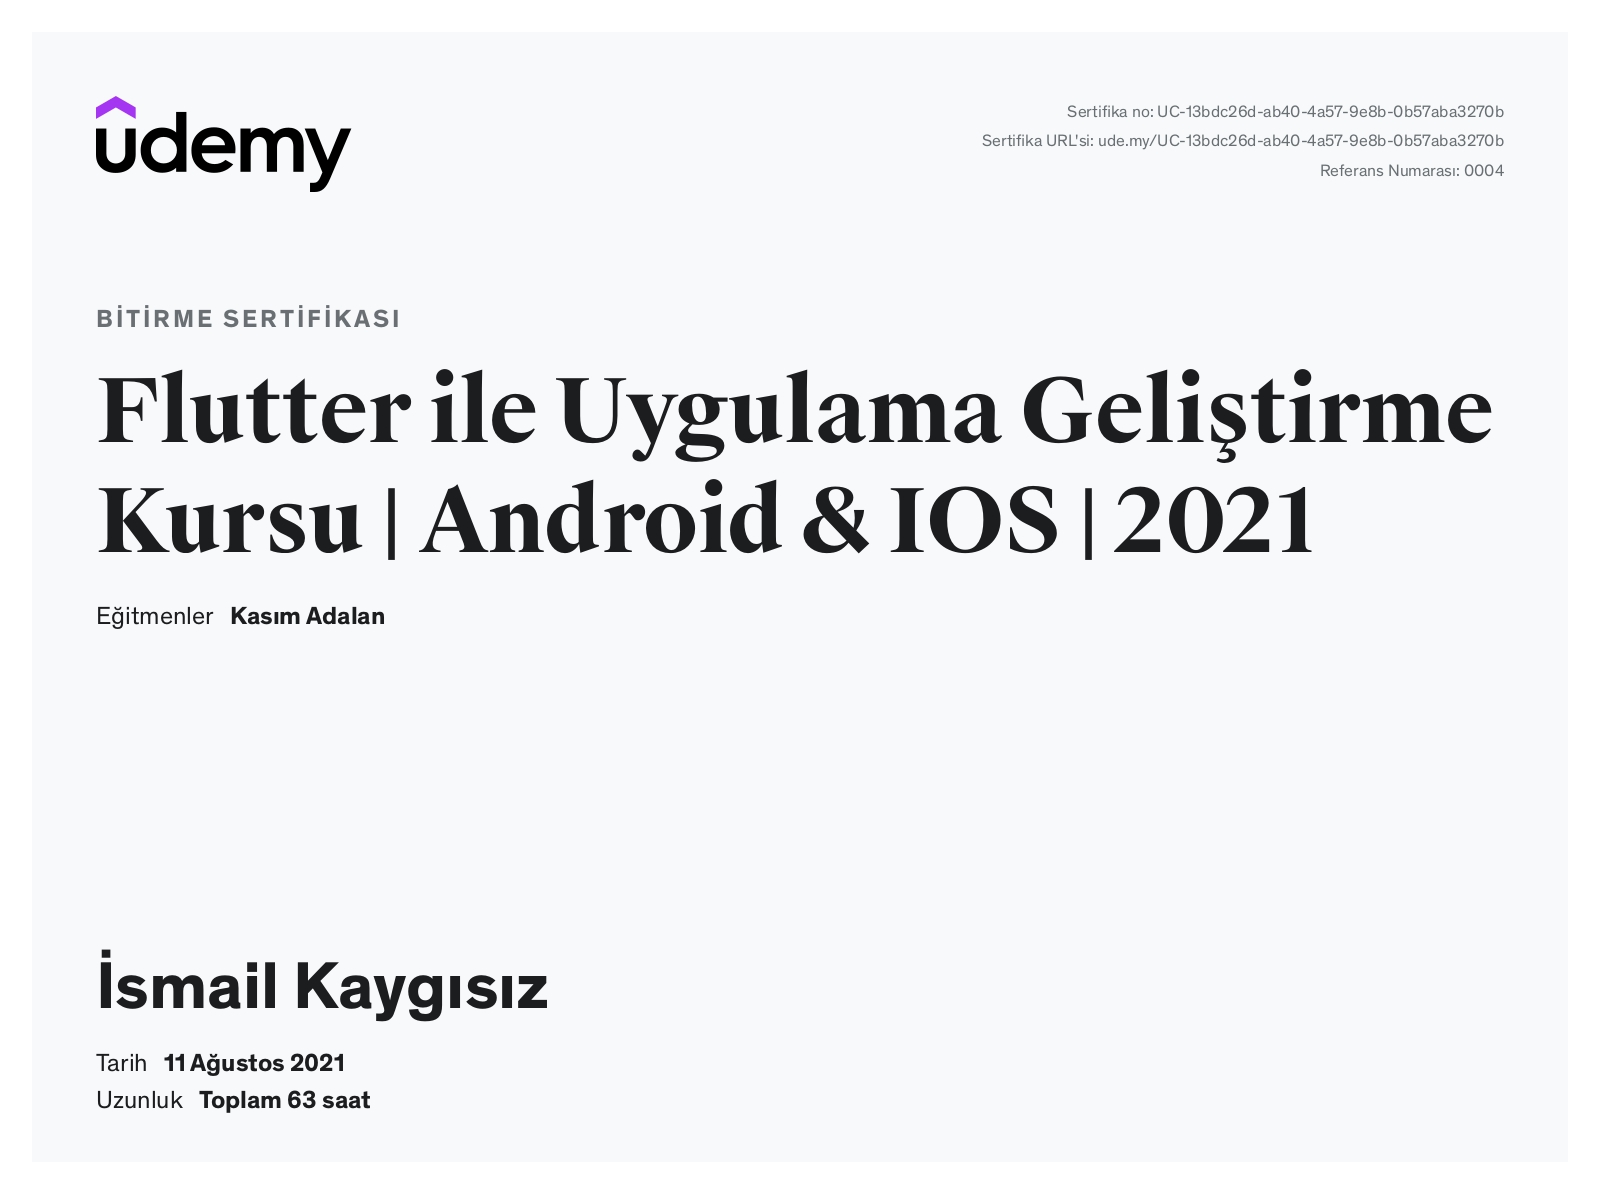 udemy
Sertifika no: UC-13bdc26d-ab40-4a57-9e8b-0b57aba3270b
Sertifika URL'si: ude.my/UC-13bdc26d-ab40-4a57-9e8b-0b57aba3270b
Referans Numarası: 0004
BİTİRME SERTİFİKASI
Flutter ile Uygulama Geliştirme
Kursu | Android & IOS | 2021
Eğitmenler Kasım Adalan
İsmail Kaygısız
Tarih 11 Ağustos 2021
Uzunluk Toplam 63 saat